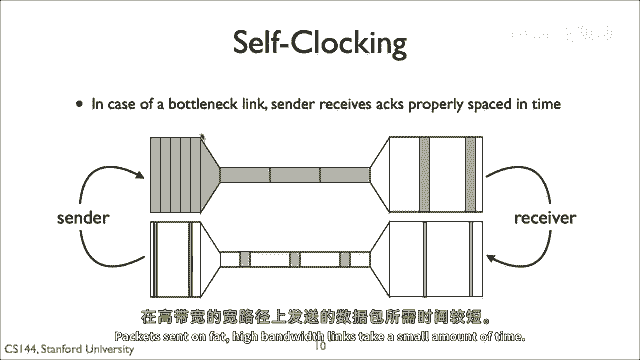 Self-Clocking
• In case of a bottleneck link, sender receives acks properly spaced in time
sender
receiver
在高带宽的宽路径上发送的数据包所需时间较短。
Packets sent on fat, high bandwidth links take a small amount of time.
CS144, Stanford University
10